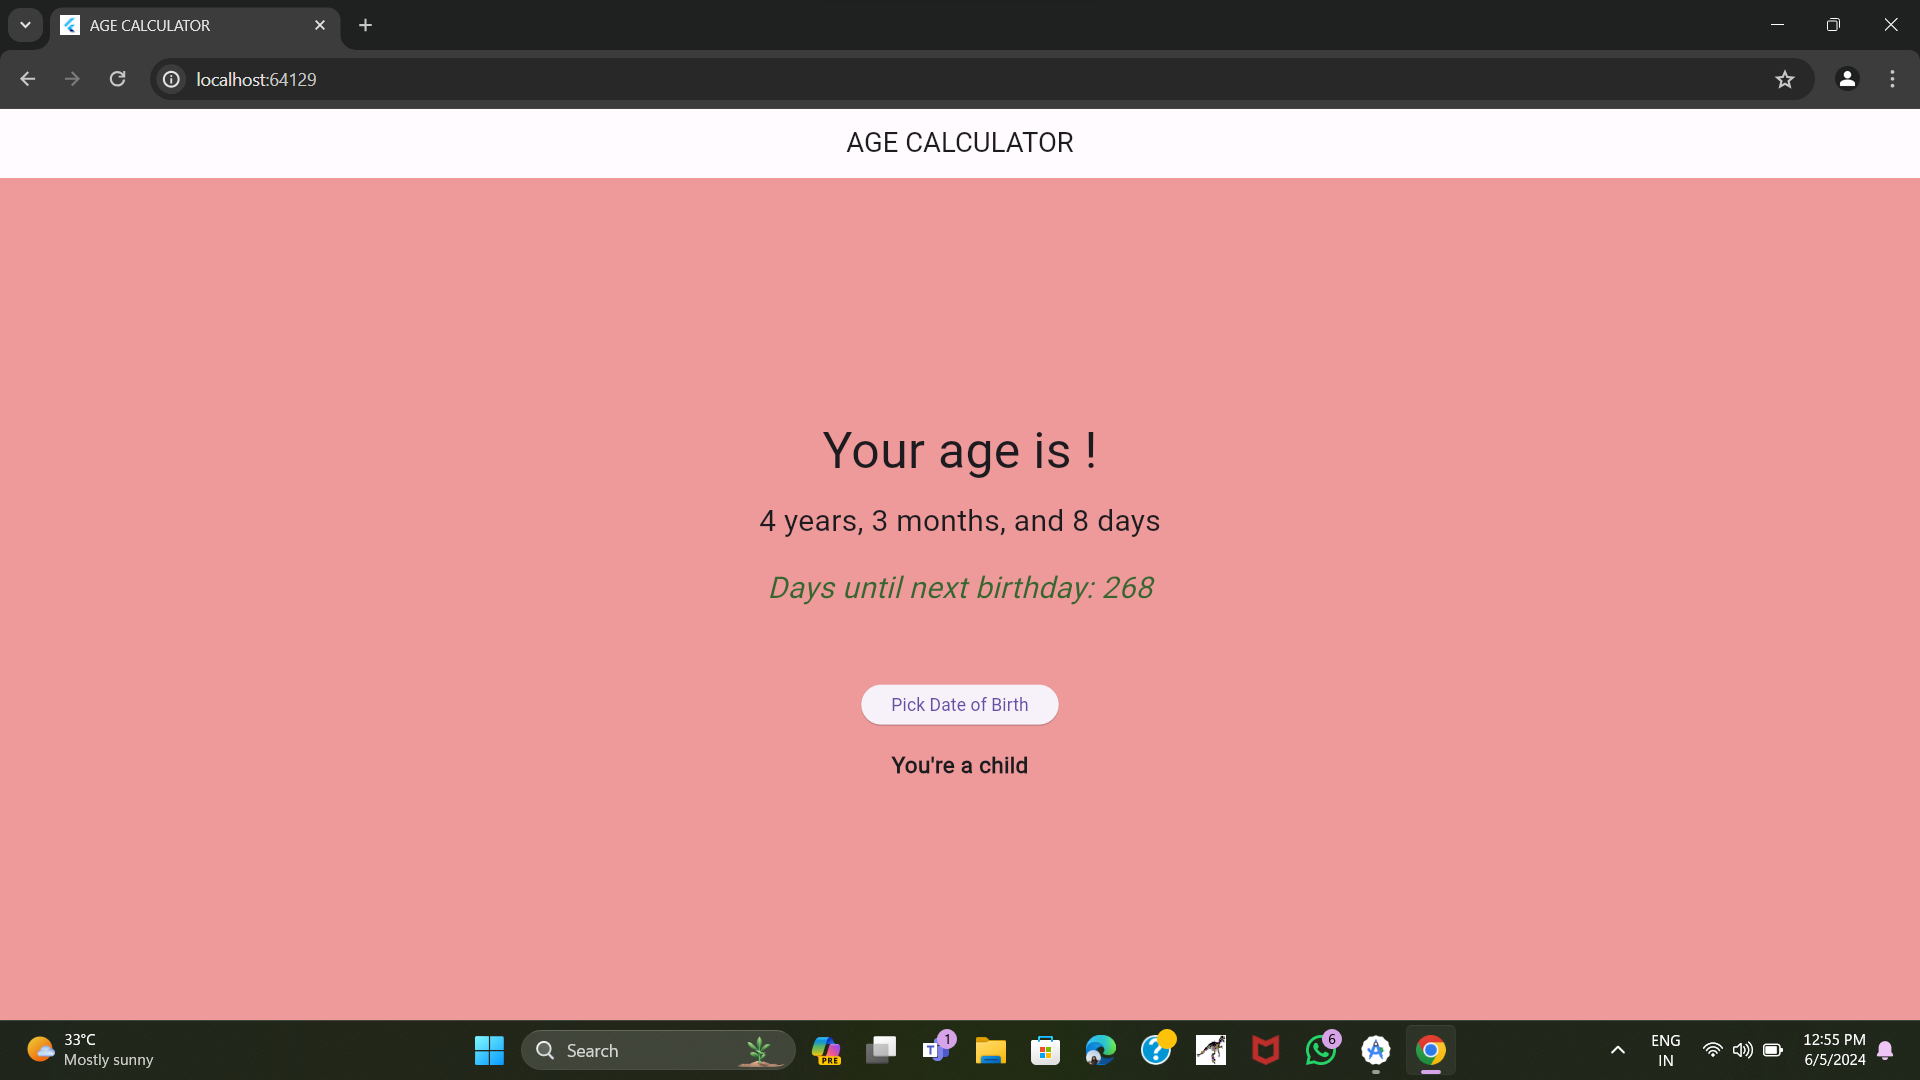 AGE CALCULATOR
localhost:64129
AGE CALCULATOR
Your age is !
4 years, 3 months, and 8 days
Days until next birthday: 268
Pick Date of Birth
You're a child
33°C
Mostly sunny
Search
PRE
T
1
6
ENG
IN
12:55 PM
6/5/2024